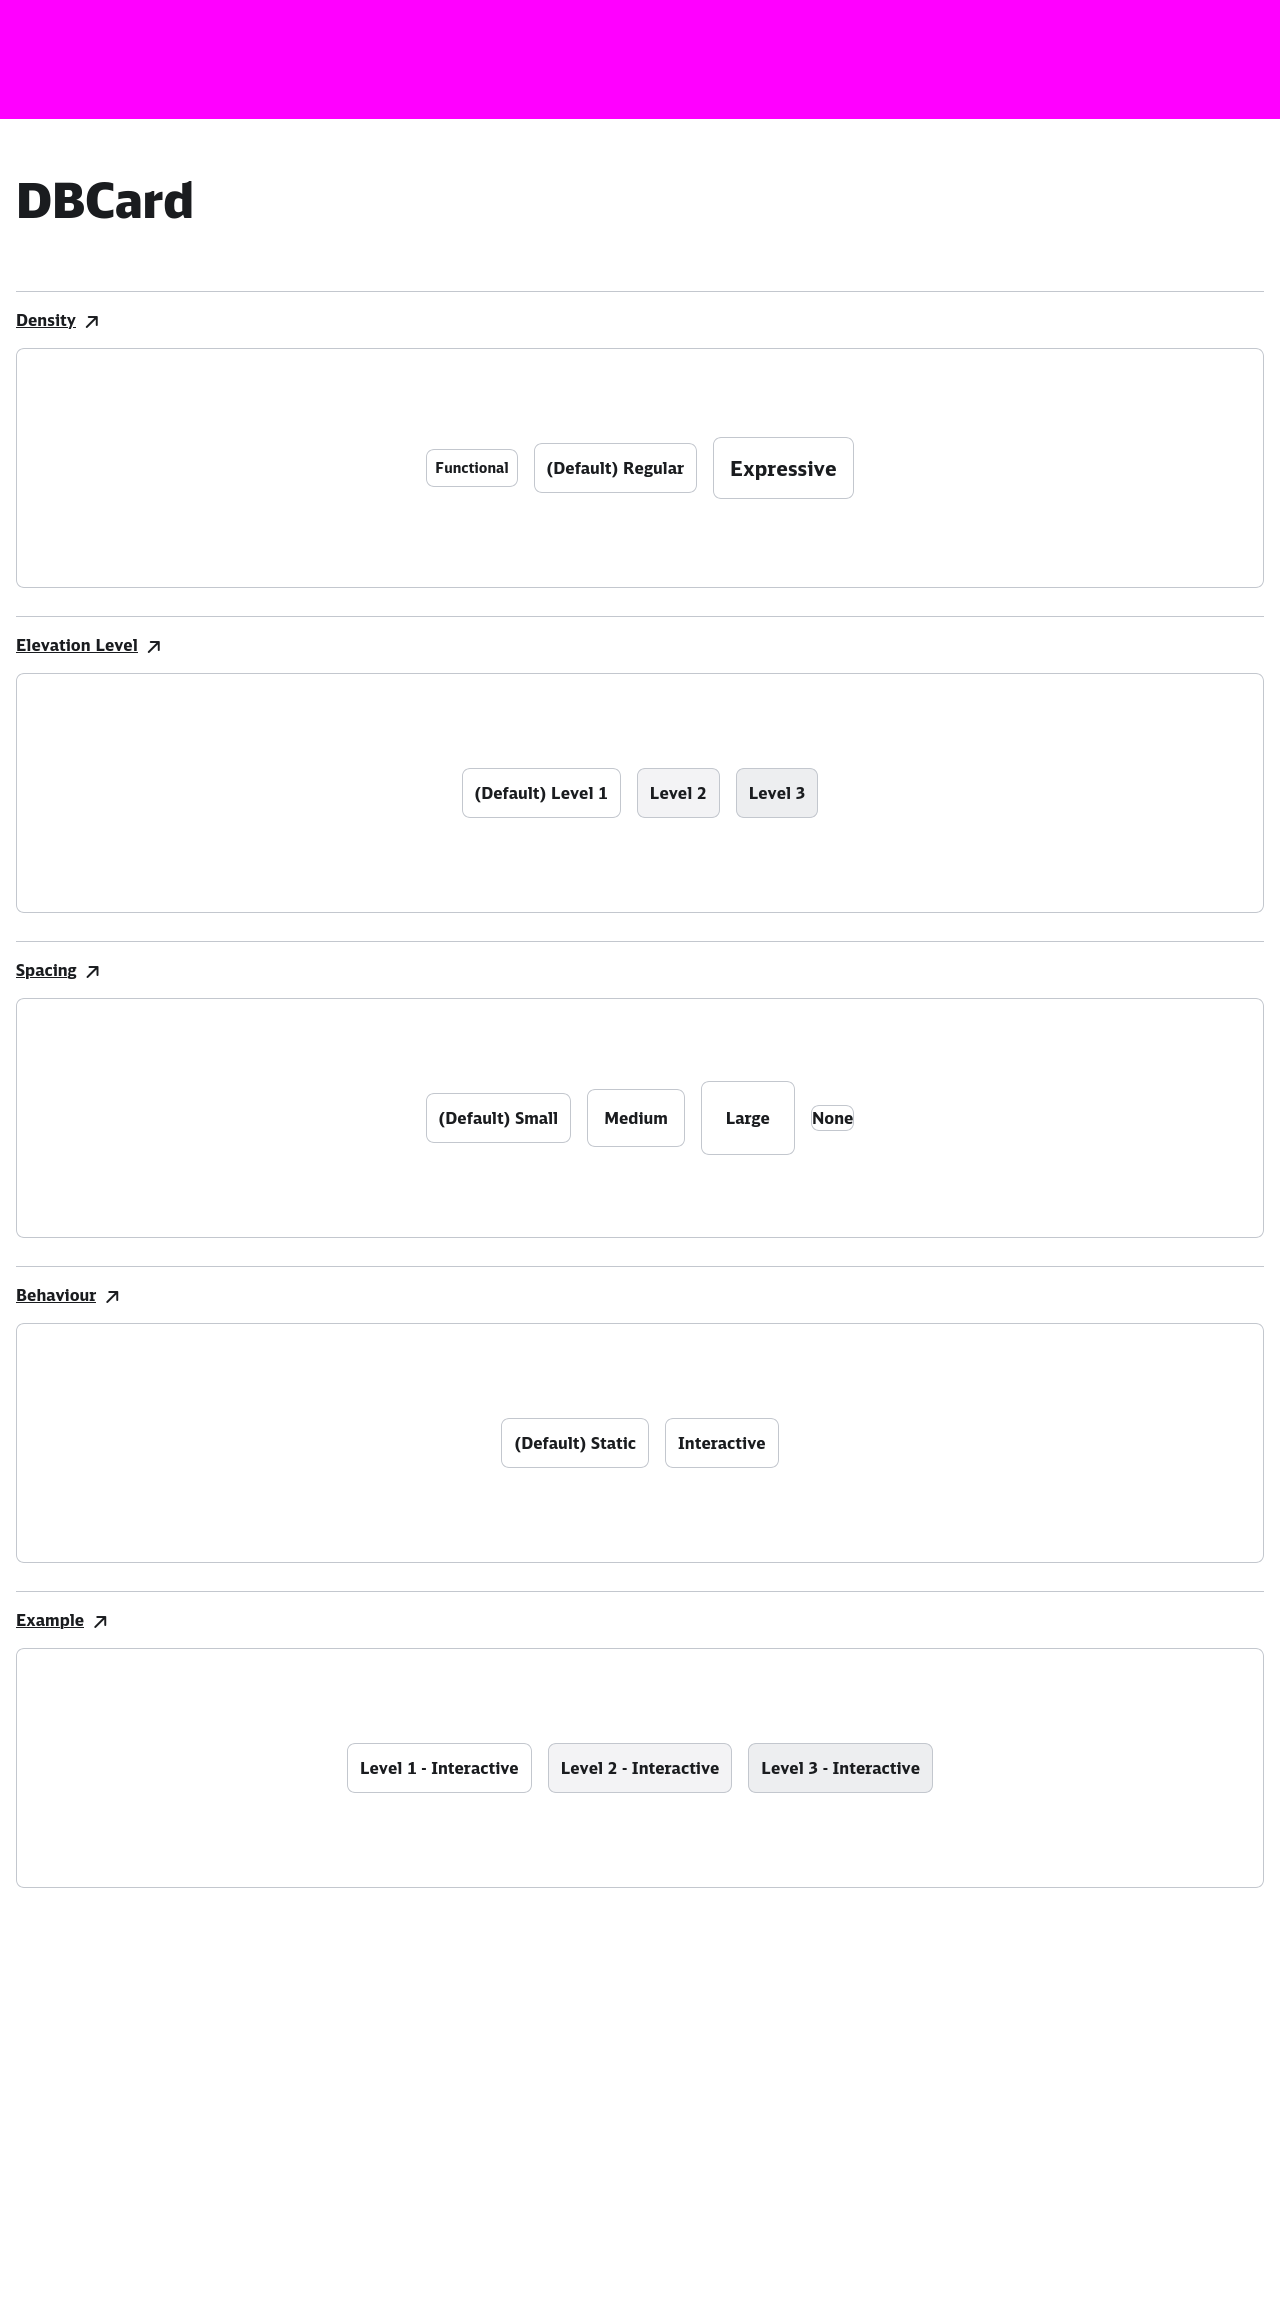 DBCard
Density
Functional
(Default) Regular
Expressive
Elevation Level
(Default) Level 1
Level 2
Level 3
Spacing
(Default) Small
Medium
Large
None
Behaviour
(Default) Static
Interactive
Example
Level 1 - Interactive
Level 2 - Interactive
Level 3 - Interactive